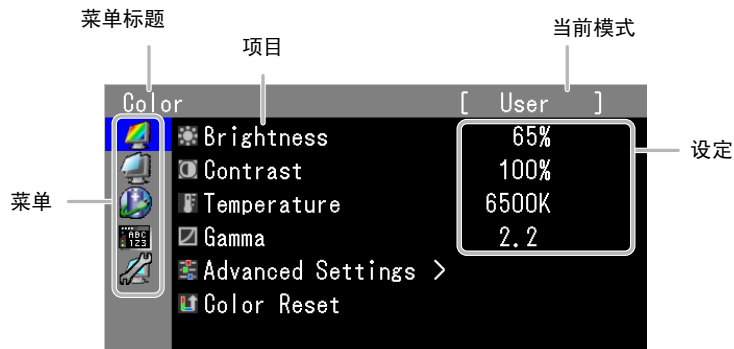 菜单标题
项目
当前模式
Color [ User ]
Brightness 65%
Contrast 100%
设定
菜单
Temperature 6500K
ABC
123
Gamma 2.2
Advanced Settings >
Color Reset